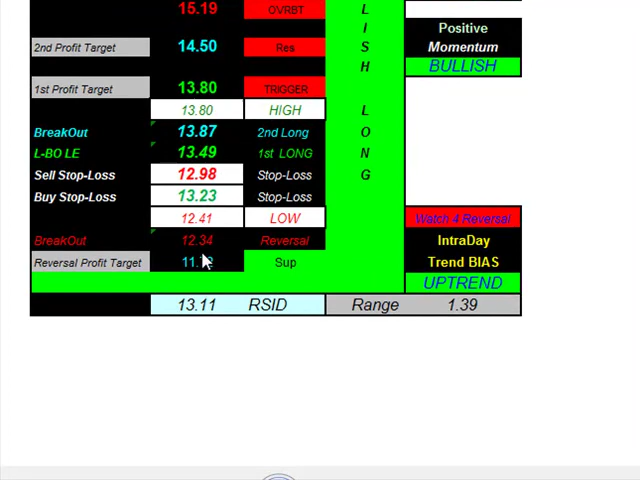 15.19 OVRBT L
I
Positive
2nd Profit Target 14.50 Res S Momentum
H BULLISH
1st Profit Target 13.80 TRIGGER
13.80 HIGH L
BreakOut 13.87 2nd Long O
L-BO LE 13.49 1st LONG N
Sell Stop-Loss 12.98 Stop-Loss G
Buy Stop-Loss 13.23 Stop-Loss
12.41 LOW Watch 4 Reversal
BreakOut 12.34 Reversal IntraDay
Reversal Profit Target Sup Trend BIAS
UPTREND
13.11 RSID Range 1.39